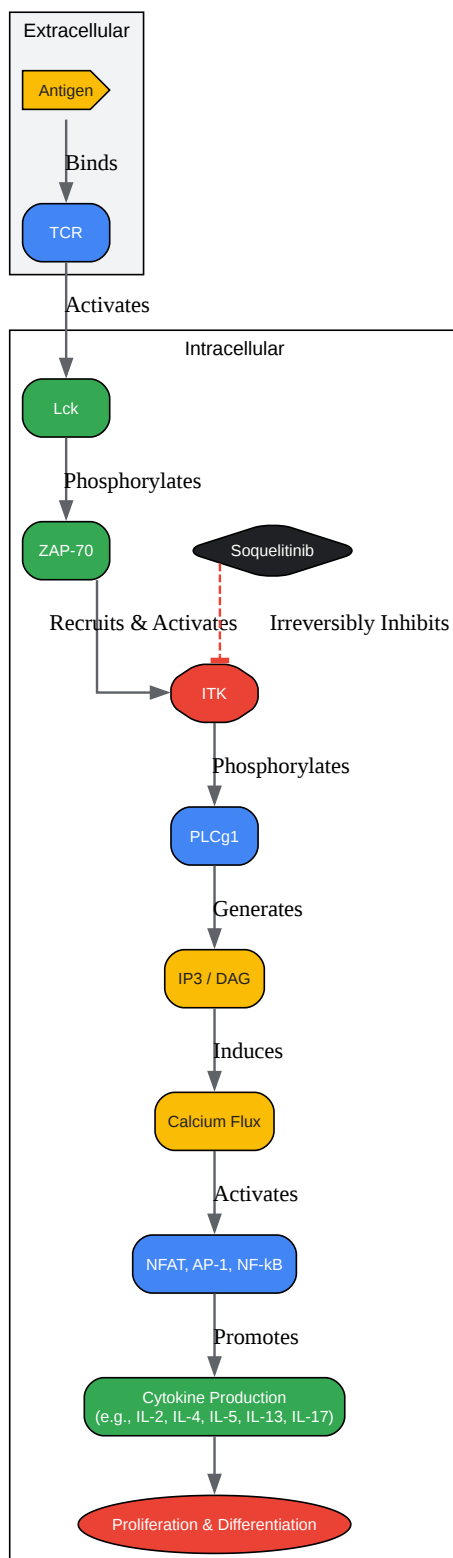 Extracellular
Antigen
Binds
TCR
Activates
Intracellular
Lck
Phosphorylates
ZAP-70
Soquelitinib
Recruits & Activates
Irreversibly Inhibits
ITK
Phosphorylates
PLCg1
Generates
IP3 / DAG
Induces
Calcium Flux
Activates
NFAT, AP-1, NF-kB
Promotes
Cytokine Production
(e.g., IL-2, IL-4, IL-5, IL-13, IL-17)
Proliferation & Differentiation